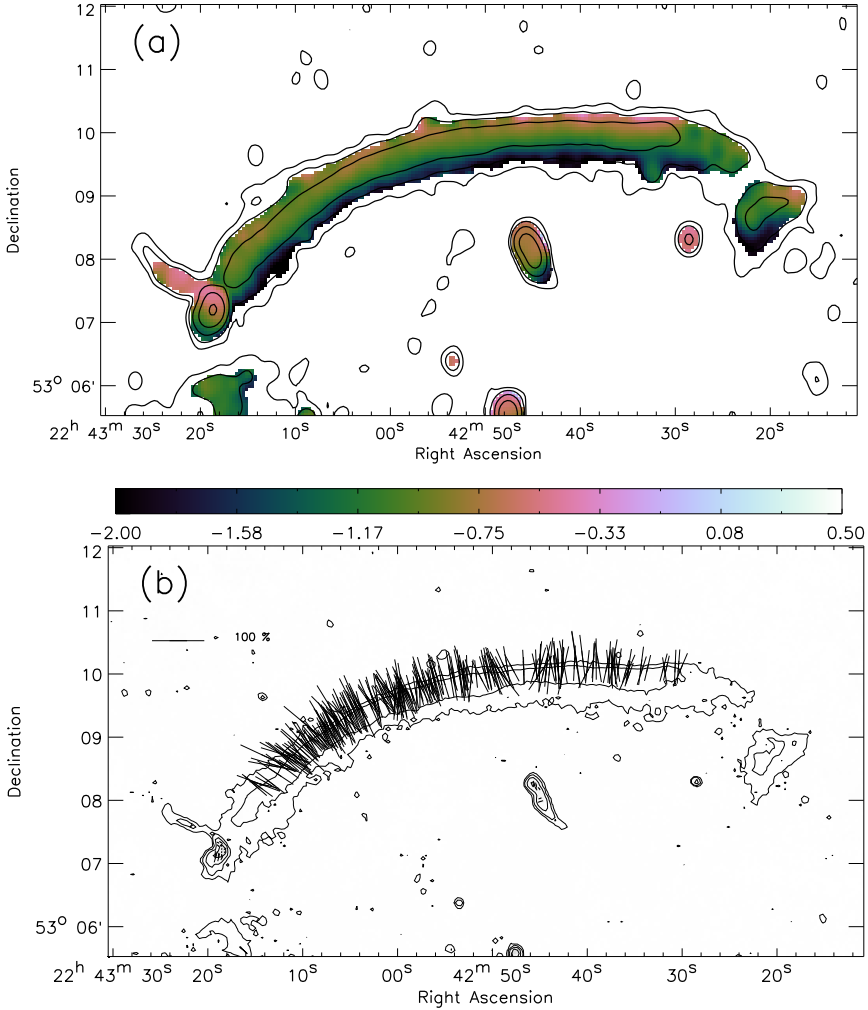 12
(a)
11
10
09
08
07
53° 06'
Declination
22ʰ 43ᵐ 30ˢ 20ˢ 10ˢ 00ˢ 42ᵐ 50ˢ 40ˢ 30ˢ 20ˢ
Right Ascension
−2.00 −1.58 −1.17 −0.75 −0.33 0.08 0.50
12
(b)
11
100 %
10
09
08
07
53° 06'
Declination
22ʰ 43ᵐ 30ˢ 20ˢ 10ˢ 00ˢ 42ᵐ 50ˢ 40ˢ 30ˢ 20ˢ
Right Ascension